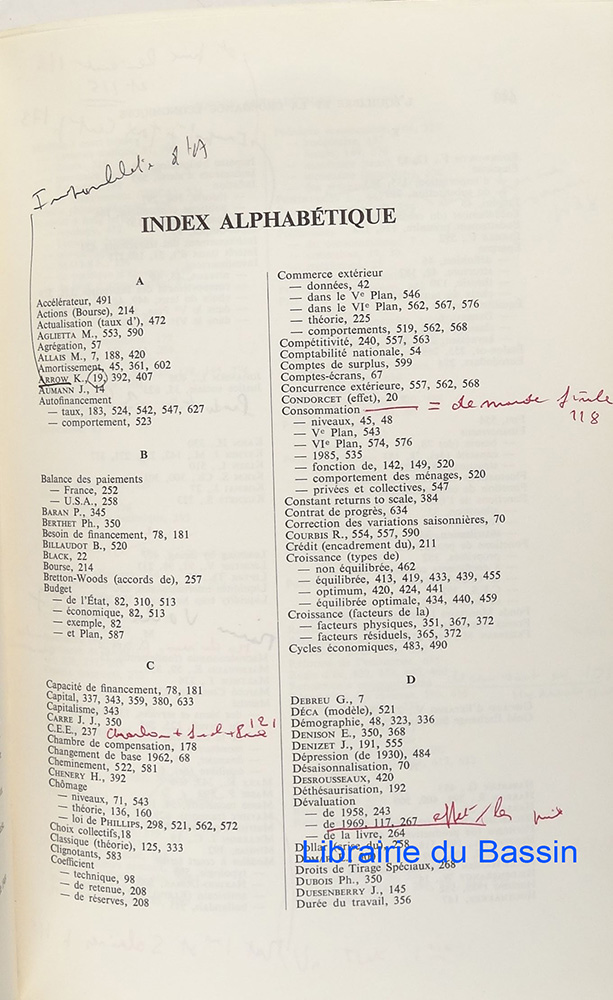 INDEX ALPHABÉTIQUE
A
Accélérateur, 491
Actions (Bourse), 214
Actualisation (taux d'), 472
AGLIETTA M., 553, 590
Agrégation, 57
ALLAIS M., 7, 188, 420
Amortissement, 45, 361, 602
ARROW K., (19,) 392, 407
AUMANN J., 14
Autofinancement
— taux, 183, 524, 542, 547, 627
— comportement, 523
B
Balance des paiements
— France, 252
— U.S.A., 258
BARAN P., 345
BERTHET Ph., 350
Besoin de financement, 78, 181
BILLAUDOT B., 520
BLACK, 22
Bourse, 214
Bretton-Woods (accords de), 257
Budget
— de l'État, 82, 310, 513
— économique, 82, 513
— exemple, 82
— et Plan, 587
C
Capacité de financement, 78, 181
Capital, 337, 343, 359, 380, 633
Capitalisme, 343
CARRE J. J., 350
C.E.E., 237
Chambre de compensation, 178
Changement de base 1962, 68
Cheminement, 522, 581
CHENERY H., 392
Chômage
— niveaux, 71, 543
— théorie, 136, 160
— loi de PHILLIPS, 298, 521, 562, 572
Choix collectifs,18
Classique (théorie), 125, 333
Clignotants, 583
Coefficient
— technique, 98
— de retenue, 208
— de réserves, 208
Commerce extérieur
— données, 42
— dans le Ve Plan, 546
— dans le VIe Plan, 562, 567, 576
— théorie, 225
— comportements, 519, 562, 568
Compétitivité, 240, 557, 563
Comptabilité nationale, 54
Comptes de surplus, 599
Comptes-écrans, 67
Concurrence extérieure, 557, 562, 568
CONDORCET (effet), 20
Consommation = demande finale
118
— niveaux, 45, 48
— Ve Plan, 543
— VIe Plan, 574, 576
— 1985, 535
— fonction de, 142, 149, 520
— comportement des ménages, 520
— privées et collectives, 547
Constant returns to scale, 384
Contrat de progrès, 634
Correction des variations saisonnières, 70
COURBIS R., 554, 557, 590
Crédit (encadrement du), 211
Croissance (types de)
— non équilibrée, 462
— équilibrée, 413, 419, 433, 439, 455
— optimum, 420, 424, 441
— équilibrée optimale, 434, 440, 459
Croissance (facteurs de la)
— facteurs physiques, 351, 367, 372
— facteurs résiduels, 365, 372
Cycles économiques, 483, 490
D
DEBREU G., 7
DÉCA (modèle), 521
Démographie, 48, 323, 336
DENISON E., 350, 368
DENIZET J., 191, 555
Dépression (de 1930), 484
Désaisonnalisation, 70
DESROUSSEAUX, 420
Déthésaurisation, 192
Dévaluation
— de 1958, 243
— de 1969, 117, 267 effet / les
— de la livre, 264
258
Librairie du Bassin
Droits de Tirage Spéciaux, 268
DUBOIS Ph., 350
DUESENBERRY J., 145
Durée du travail, 356